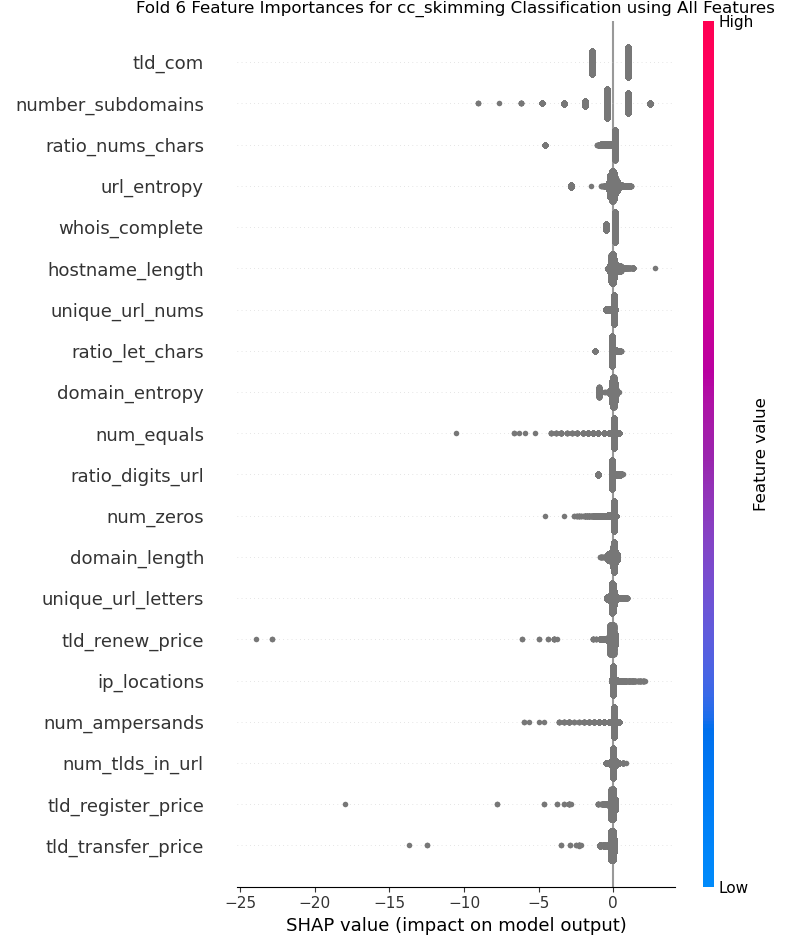 Fold 6 Feature Importances for cc_skimming Classification using All Features
High
tld_com
number_subdomains
ratio_nums_chars
url_entropy
whois_complete
hostname_length
unique_url_nums
ratio_let_chars
domain_entropy
num_equals
ratio_digits_url
num_zeros
domain_length
unique_url_letters
tld_renew_price
ip_locations
num_ampersands
num_tlds_in_url
tld_register_price
tld_transfer_price
Feature value
Low
−25 −20 −15 −10 −5 0
SHAP value (impact on model output)